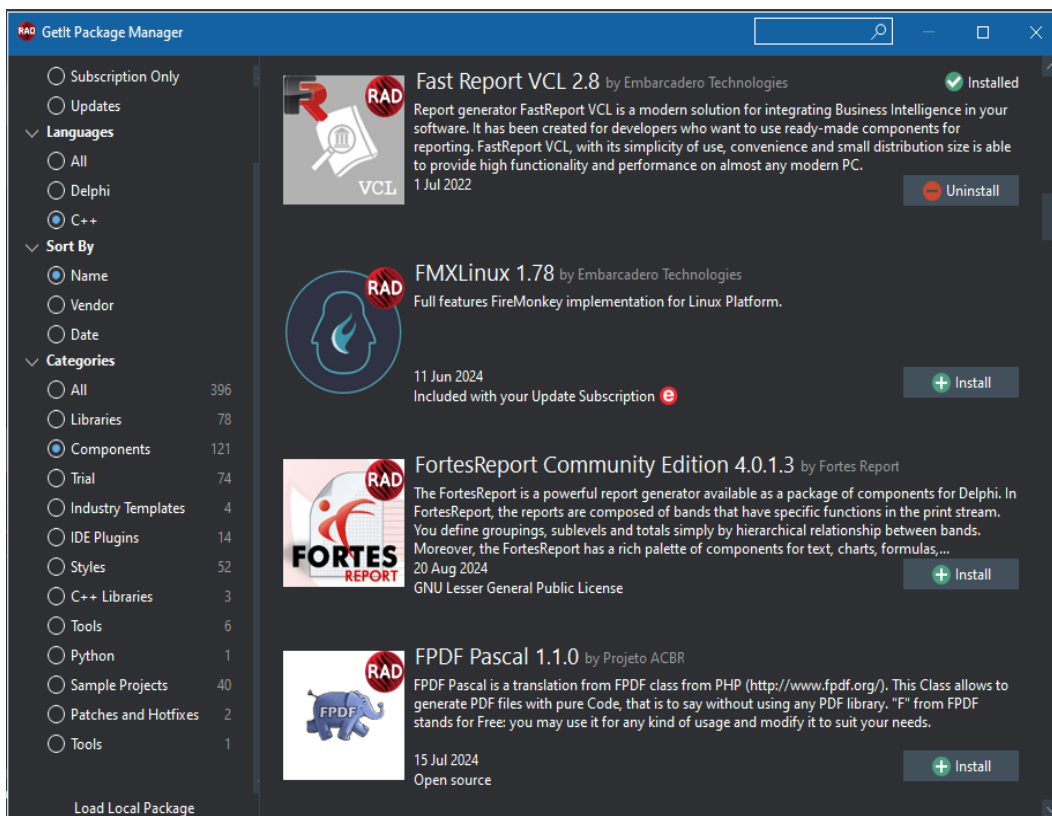 RAD GetIt Package Manager
Subscription Only
Updates
Languages
All
Delphi
C++
Sort By
Name
Vendor
Date
Categories
All 396
Libraries 78
Components 121
Trial 74
Industry Templates 4
IDE Plugins 14
Styles 52
C++ Libraries 3
Tools 6
Python 1
Sample Projects 40
Patches and Hotfixes 2
Tools 1
Load Local Package
RAD
VCL
Fast Report VCL 2.8 by Embarcadero Technologies
Installed
Report generator FastReport VCL is a modern solution for integrating Business Intelligence in your
software. It has been created for developers who want to use ready-made components for
reporting. FastReport VCL, with its simplicity of use, convenience and small distribution size is able
to provide high functionality and performance on almost any modern PC.
1 Jul 2022
Uninstall
RAD
FMXLinux 1.78 by Embarcadero Technologies
Full features FireMonkey implementation for Linux Platform.
11 Jun 2024
Included with your Update Subscription e
Install
RAD
FORTES
REPORT
FortesReport Community Edition 4.0.1.3 by Fortes Report
The FortesReport is a powerful report generator available as a package of components for Delphi. In
FortesReport, the reports are composed of bands that have specific functions in the print stream.
You define groupings, sublevels and totals simply by hierarchical relationship between bands.
Moreover, the FortesReport has a rich palette of components for text, charts, formulas,...
20 Aug 2024
GNU Lesser General Public License
Install
RAD
FPDF
FPDF Pascal 1.1.0 by Projeto ACBR
FPDF Pascal is a translation from FPDF class from PHP (http://www.fpdf.org/). This Class allows to
generate PDF files with pure Code, that is to say without using any PDF library. "F" from FPDF
stands for Free: you may use it for any kind of usage and modify it to suit your needs.
15 Jul 2024
Open source
Install